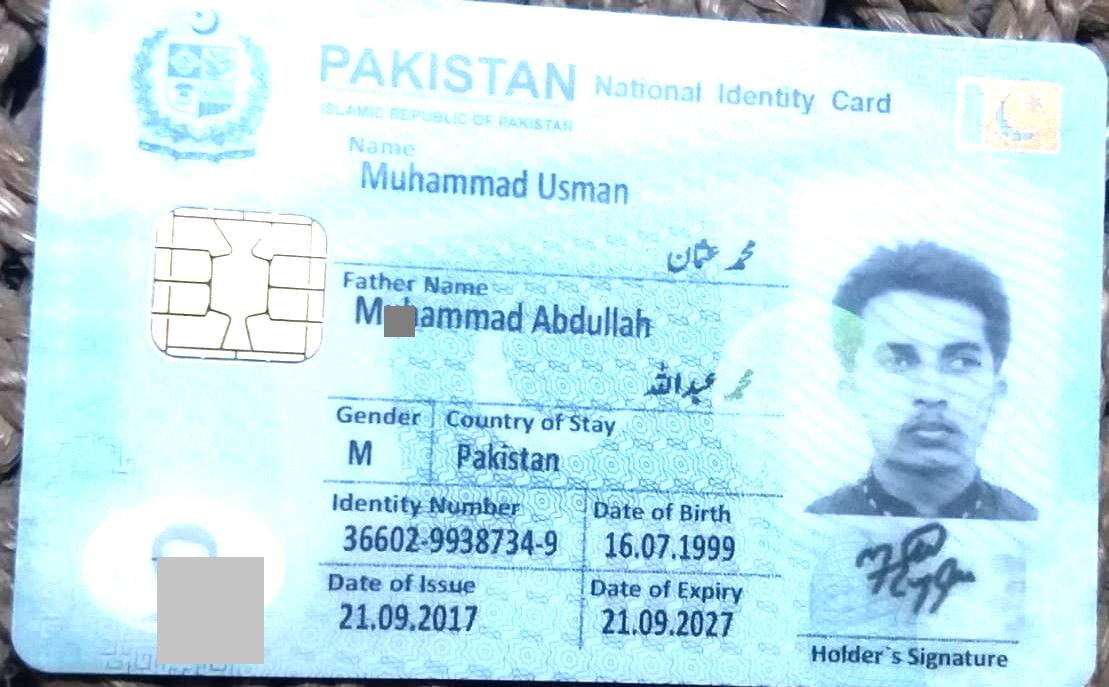 PAKISTAN National Identity Card
ISLAMIC REPUBLIC OF PAKISTAN
Name
Muhammad Usman
محمد عثمان
Father Name
M hammad Abdullah
محمد عبداللہ
Gender Country of Stay
M Pakistan
Identity Number Date of Birth
36602-9938734-9 16.07.1999
Date of Issue Date of Expiry
21.09.2017 21.09.2027
Holder`s Signature